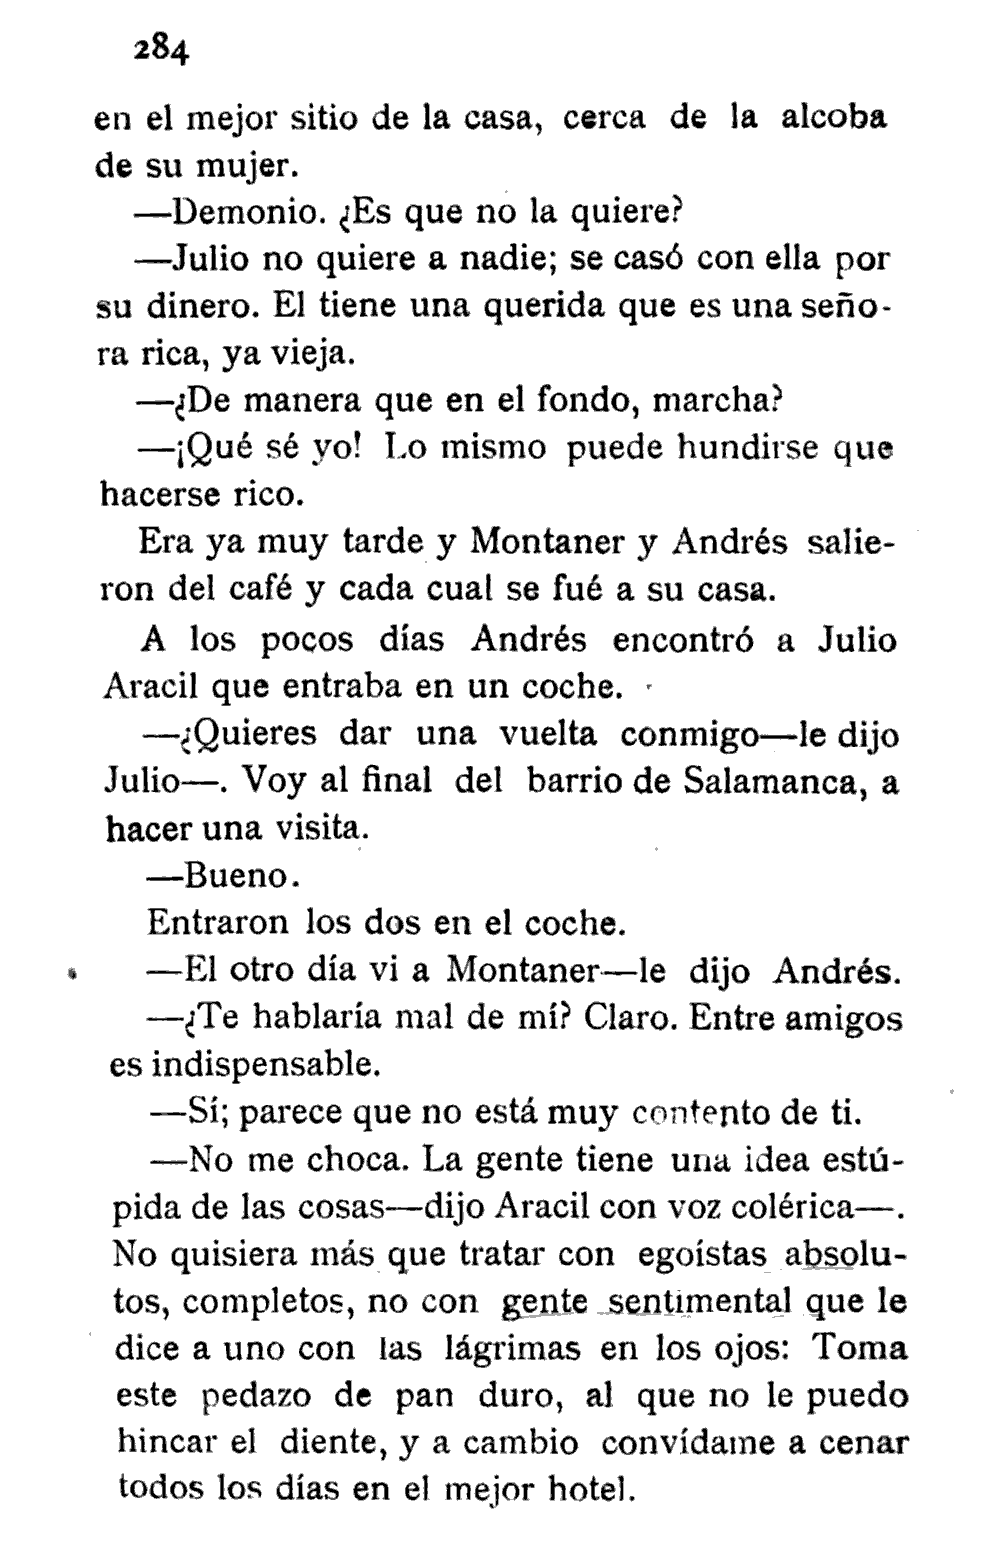 284
en el mejor sitio de la casa, cerca de la alcoba
de su mujer.
—Demonio. ¿Es que no la quiere?
—Julio no quiere a nadie; se casó con ella por
su dinero. El tiene una querida que es una seño-
ra rica, ya vieja.
—¿De manera que en el fondo, marcha?
—¡Qué sé yo! Lo mismo puede hundirse que
hacerse rico.
Era ya muy tarde y Montaner y Andrés salie-
ron del café y cada cual se fué a su casa.
A los pocos días Andrés encontró a Julio
Aracil que entraba en un coche.
—¿Quieres dar una vuelta conmigo—le dijo
Julio—. Voy al final del barrio de Salamanca, a
hacer una visita.
—Bueno.
Entraron los dos en el coche.
—El otro día vi a Montaner—le dijo Andrés.
—¿Te hablaría mal de mí? Claro. Entre amigos
es indispensable.
—Sí; parece que no está muy contento de ti.
—No me choca. La gente tiene una idea estú-
pida de las cosas—dijo Aracil con voz colérica—.
No quisiera más que tratar con egoístas absolu-
tos, completos, no con gente sentimental que le
dice a uno con las lágrimas en los ojos: Toma
este pedazo de pan duro, al que no le puedo
hincar el diente, y a cambio convídame a cenar
todos los días en el mejor hotel.